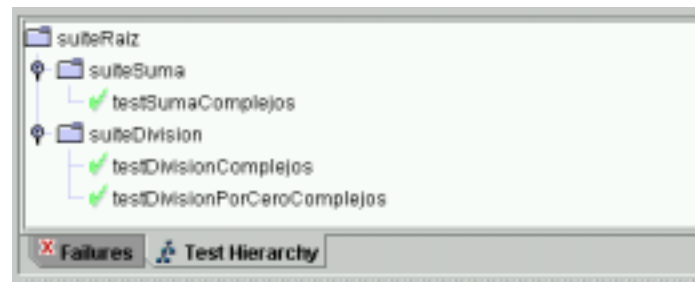 suiteRaiz
suiteSuma
testSumaComplejos
suiteDivision
testDivisionComplejos
testDivisionPorCeroComplejos
Failures Test Hierarchy